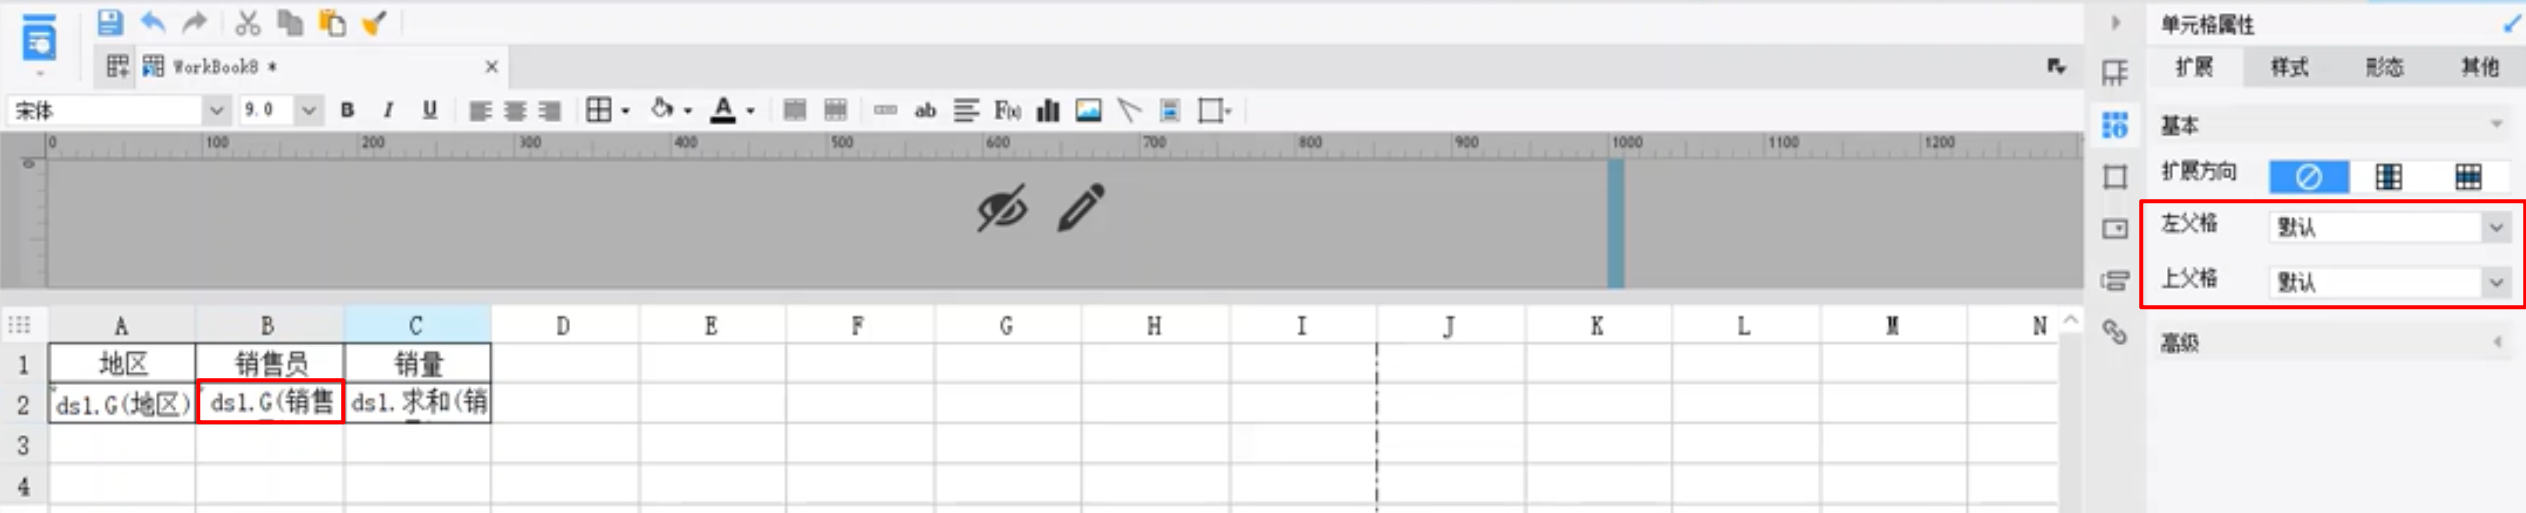 单元格属性
WorkBook8 *
扩展 样式 形态 其他
宋体 9.0 B I U A ab F(x)
基本
0 100 200 300 400 500 600 700 800 900 1000 1100 1200
0
扩展方向
左父格 默认
上父格 默认
高级
A B C D E F G H I J K L M N
1 地区 销售员 销量
2 ds1.G(地区) ds1.G(销售 ds1.求和(销
3
4